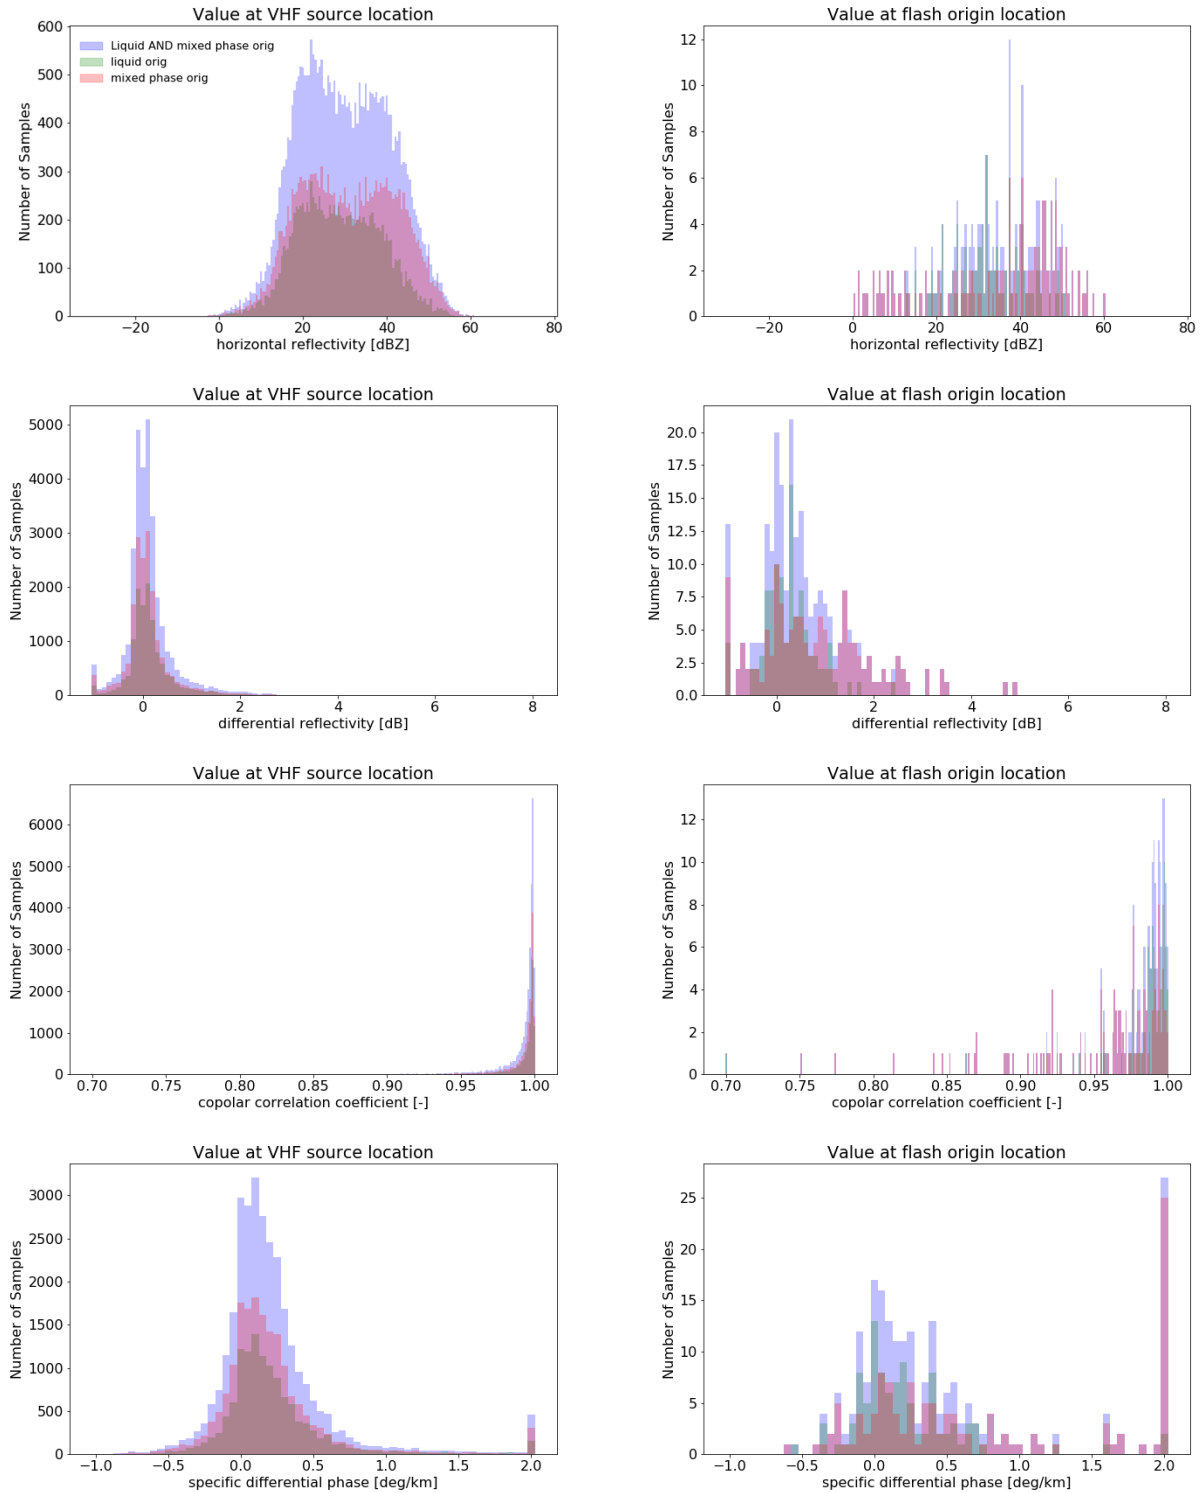 Value at VHF source location
600
500
400
300
200
100
0
Number of Samples
Liquid AND mixed phase orig
liquid orig
mixed phase orig
−20 0 20 40 60 80
horizontal reflectivity [dBZ]
Value at flash origin location
12
10
8
6
4
2
0
Number of Samples
−20 0 20 40 60 80
horizontal reflectivity [dBZ]
Value at VHF source location
5000
4000
3000
2000
1000
0
Number of Samples
0 2 4 6 8
differential reflectivity [dB]
Value at flash origin location
20.0
17.5
15.0
12.5
10.0
7.5
5.0
2.5
0.0
Number of Samples
0 2 4 6 8
differential reflectivity [dB]
Value at VHF source location
6000
5000
4000
3000
2000
1000
0
Number of Samples
0.70 0.75 0.80 0.85 0.90 0.95 1.00
copolar correlation coefficient [-]
Value at flash origin location
12
10
8
6
4
2
0
Number of Samples
0.70 0.75 0.80 0.85 0.90 0.95 1.00
copolar correlation coefficient [-]
Value at VHF source location
3000
2500
2000
1500
1000
500
0
Number of Samples
−1.0 −0.5 0.0 0.5 1.0 1.5 2.0
specific differential phase [deg/km]
Value at flash origin location
25
20
15
10
5
0
Number of Samples
−1.0 −0.5 0.0 0.5 1.0 1.5 2.0
specific differential phase [deg/km]